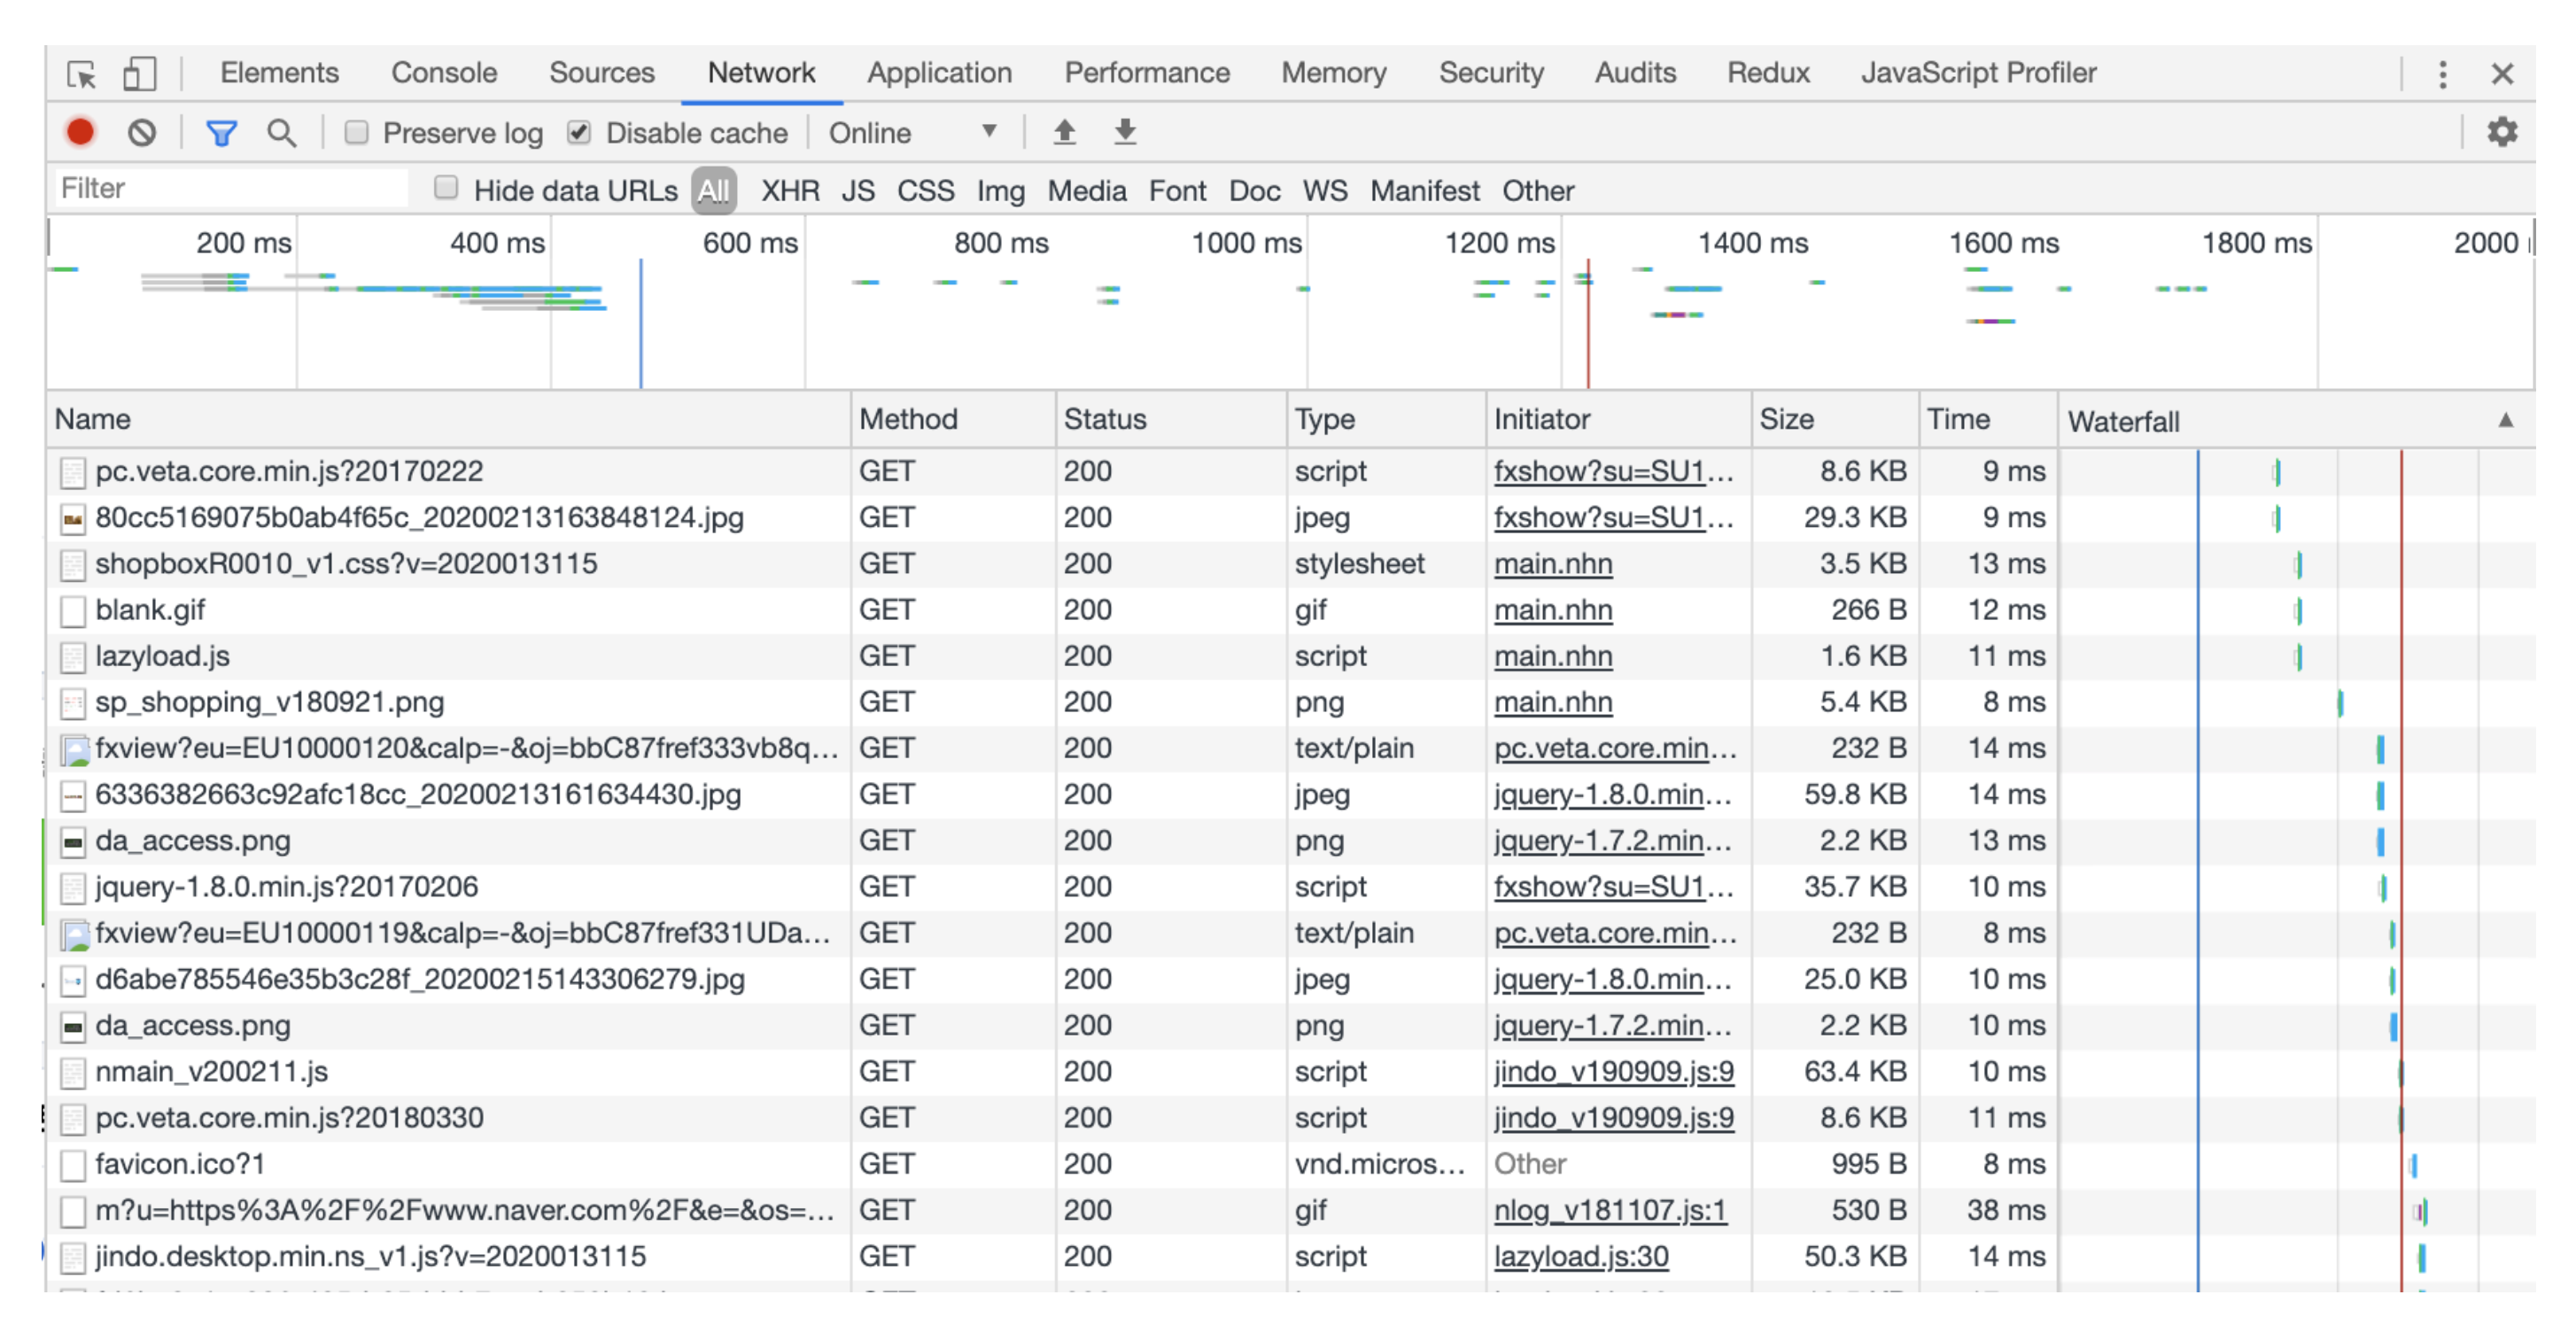 Elements Console Sources Network Application Performance Memory Security Audits Redux JavaScript Profiler
Preserve log Disable cache Online
Filter Hide data URLs All XHR JS CSS Img Media Font Doc WS Manifest Other
200 ms 400 ms 600 ms 800 ms 1000 ms 1200 ms 1400 ms 1600 ms 1800 ms 2000
Name Method Status Type Initiator Size Time Waterfall
pc.veta.core.min.js?20170222 GET 200 script fxshow?su=SU1... 8.6 KB 9 ms
80cc5169075b0ab4f65c_20200213163848124.jpg GET 200 jpeg fxshow?su=SU1... 29.3 KB 9 ms
shopboxR0010_v1.css?v=2020013115 GET 200 stylesheet main.nhn 3.5 KB 13 ms
blank.gif GET 200 gif main.nhn 266 B 12 ms
lazyload.js GET 200 script main.nhn 1.6 KB 11 ms
sp_shopping_v180921.png GET 200 png main.nhn 5.4 KB 8 ms
fxview?eu=EU10000120&calp=-&oj=bbC87fref333vb8q... GET 200 text/plain pc.veta.core.min... 232 B 14 ms
6336382663c92afc18cc_20200213161634430.jpg GET 200 jpeg jquery-1.8.0.min... 59.8 KB 14 ms
da_access.png GET 200 png jquery-1.7.2.min... 2.2 KB 13 ms
jquery-1.8.0.min.js?20170206 GET 200 script fxshow?su=SU1... 35.7 KB 10 ms
fxview?eu=EU10000119&calp=-&oj=bbC87fref331UDa... GET 200 text/plain pc.veta.core.min... 232 B 8 ms
d6abe785546e35b3c28f_20200215143306279.jpg GET 200 jpeg jquery-1.8.0.min... 25.0 KB 10 ms
da_access.png GET 200 png jquery-1.7.2.min... 2.2 KB 10 ms
nmain_v200211.js GET 200 script jindo_v190909.js:9 63.4 KB 10 ms
pc.veta.core.min.js?20180330 GET 200 script jindo_v190909.js:9 8.6 KB 11 ms
favicon.ico?1 GET 200 vnd.micros... Other 995 B 8 ms
m?u=https%3A%2F%2Fwww.naver.com%2F&e=&os=... GET 200 gif nlog_v181107.js:1 530 B 38 ms
jindo.desktop.min.ns_v1.js?v=2020013115 GET 200 script lazyload.js:30 50.3 KB 14 ms